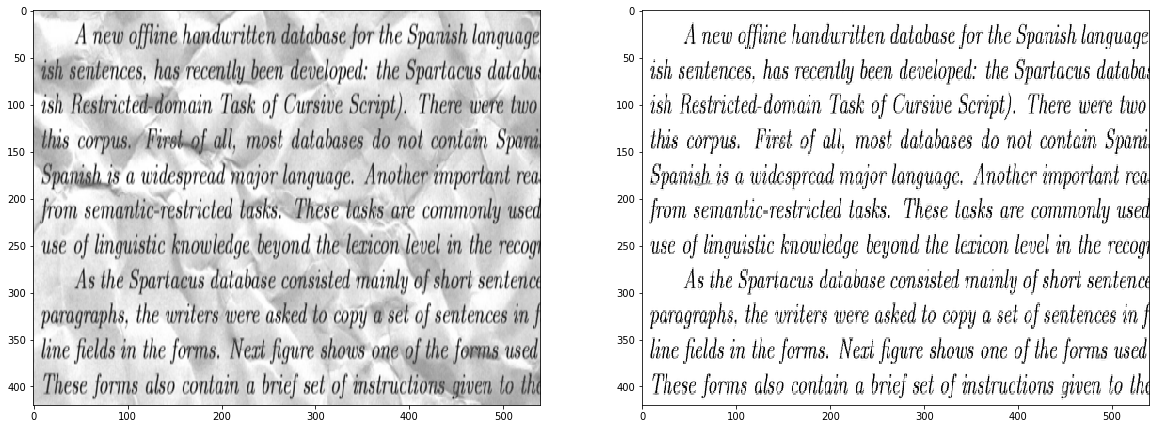 A new offline handwritten database for the Spanish language
ish sentences, has recently been developed: the Spartacus databas
ish Restricted-domain Task of Cursive Script). There were two
this corpus. First of all, most databases do not contain Spani
Spanish is a widespread major language. Another important rea
from semantic-restricted tasks. These tasks are commonly used
use of linguistic knowledge beyond the lexicon level in the recogn
As the Spartacus database consisted mainly of short sentence
paragraphs, the writers were asked to copy a set of sentences in f
line fields in the forms. Next figure shows one of the forms used
These forms also contain a brief set of instructions given to the
0
50
100
150
200
250
300
350
400
0
100
200
300
400
500
A new offline handwritten database for the Spanish language
ish sentences, has recently been developed: the Spartacus databas
ish Restricted-domain Task of Cursive Script). There were two
this corpus. First of all, most databases do not contain Spani
Spanish is a widespread major language. Another important rea
from semantic-restricted tasks. These tasks are commonly used
use of linguistic knowledge beyond the lexicon level in the recogn
As the Spartacus database consisted mainly of short sentence
paragraphs, the writers were asked to copy a set of sentences in f
line fields in the forms. Next figure shows one of the forms used
These forms also contain a brief set of instructions given to the
0
50
100
150
200
250
300
350
400
0
100
200
300
400
500